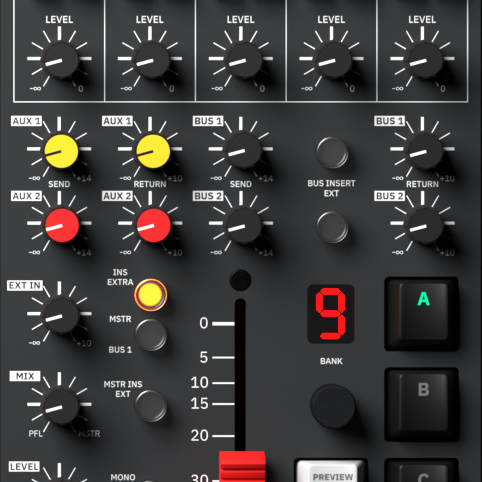 LEVEL LEVEL LEVEL LEVEL LEVEL
-∞ 0 -∞ 0 -∞ 0 -∞ 0 -∞ 0
AUX 1 AUX 1 BUS 1 BUS 1
-∞ +14 -∞ +10 -∞ +14 -∞ +10
SEND RETURN SEND BUS INSERT EXT RETURN
AUX 2 AUX 2 BUS 2 BUS 2
-∞ +14 -∞ +10 -∞ +14 -∞ +10
INS
EXTRA
EXT IN
-∞ +10
MSTR
BUS 1
0
5
10
15
20
30
9
BANK
A
B
C
MIX
PFL MSTR
MSTR INS
EXT
LEVEL
MONO
PREVIEW